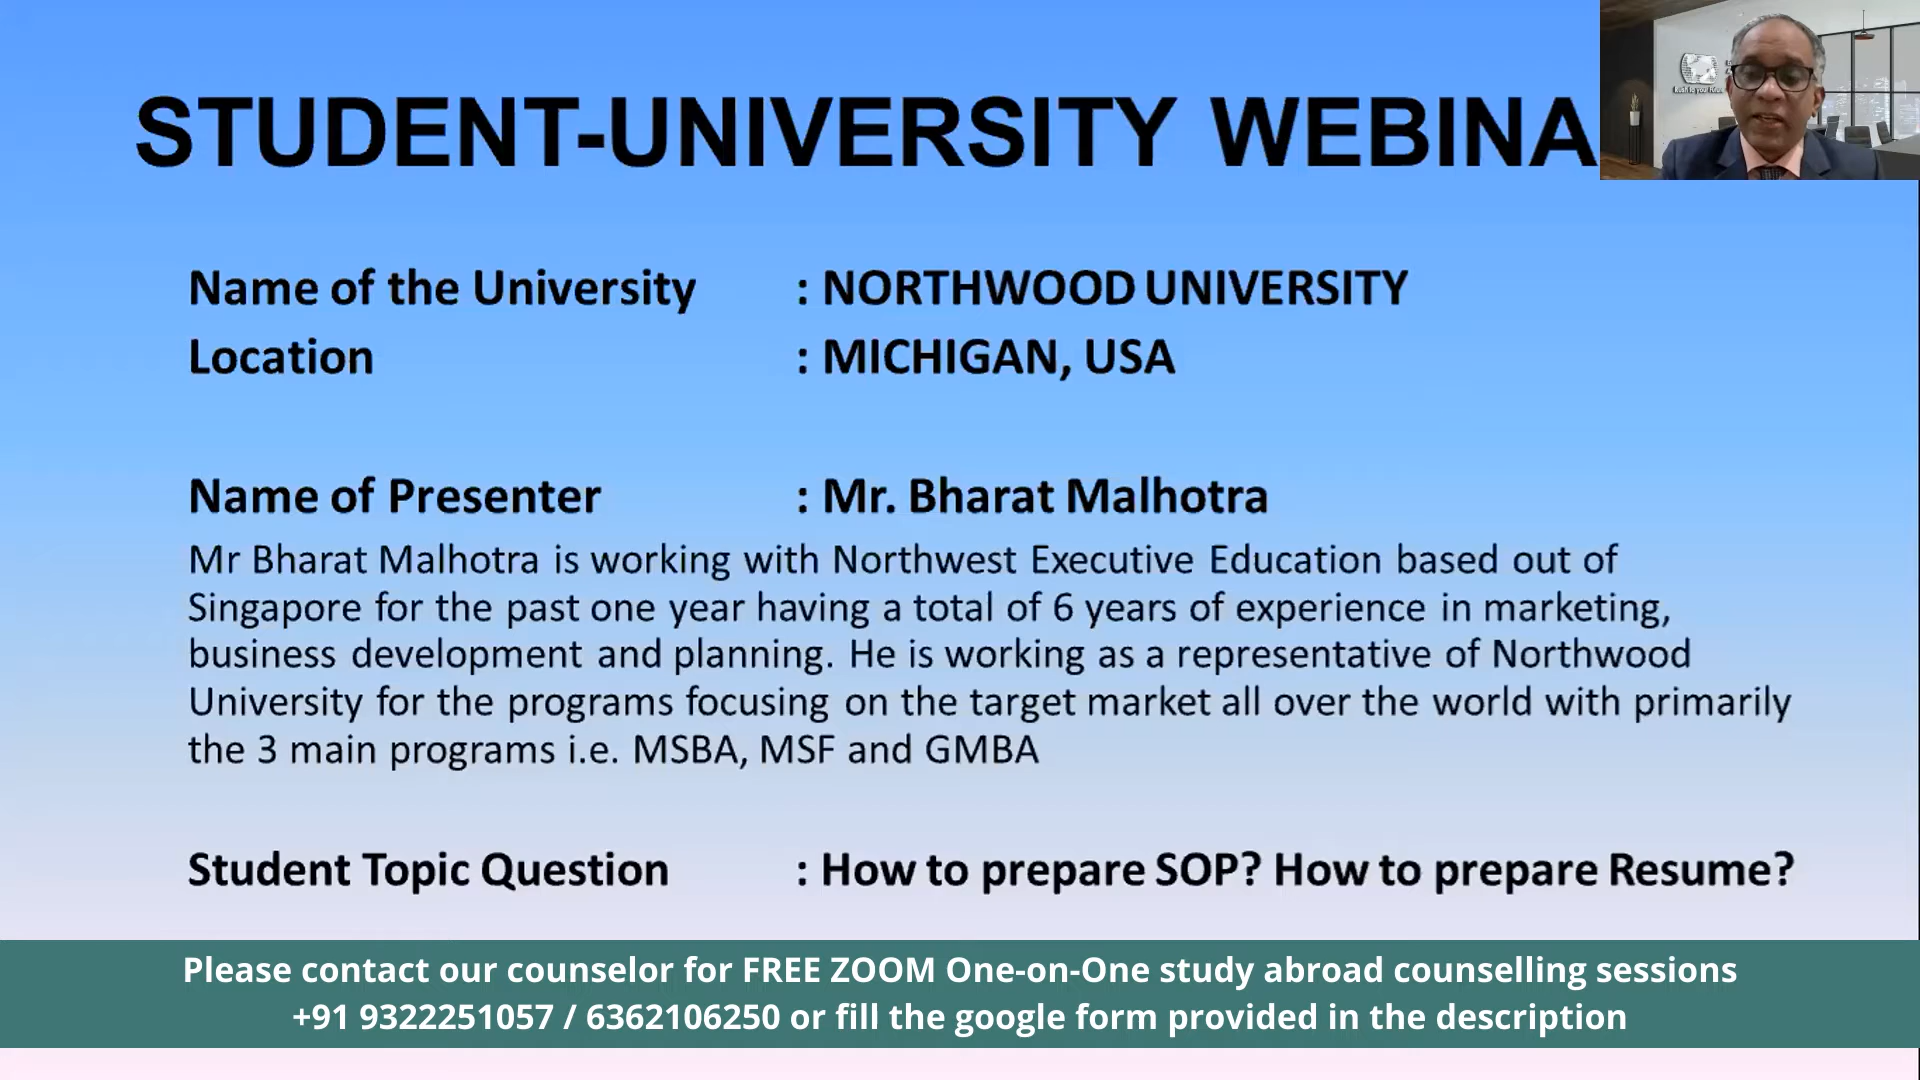 STUDENT-UNIVERSITY WEBINA
Name of the University : NORTHWOOD UNIVERSITY
Location : MICHIGAN, USA
Name of Presenter : Mr. Bharat Malhotra
Mr Bharat Malhotra is working with Northwest Executive Education based out of
Singapore for the past one year having a total of 6 years of experience in marketing,
business development and planning. He is working as a representative of Northwood
University for the programs focusing on the target market all over the world with primarily
the 3 main programs i.e. MSBA, MSF and GMBA
Student Topic Question : How to prepare SOP? How to prepare Resume?
Please contact our counselor for FREE ZOOM One-on-One study abroad counselling sessions
+91 9322251057 / 6362106250 or fill the google form provided in the description